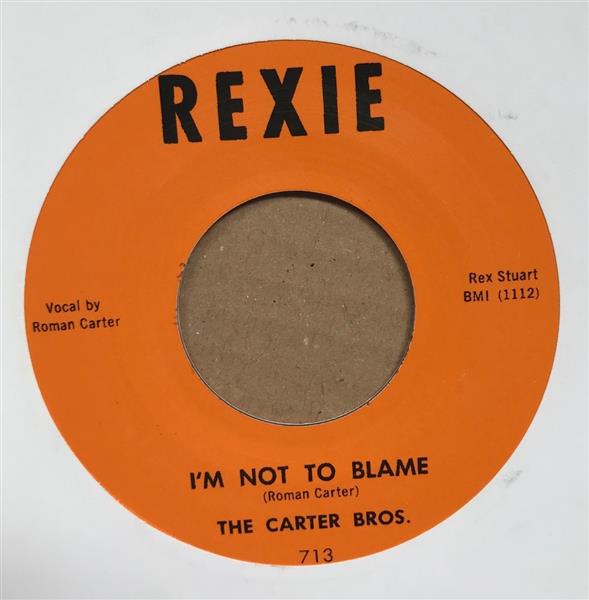 REXIE
Vocal by
Roman Carter
Rex Stuart
BMI (1112)
I'M NOT TO BLAME
(Roman Carter)
THE CARTER BROS.
713